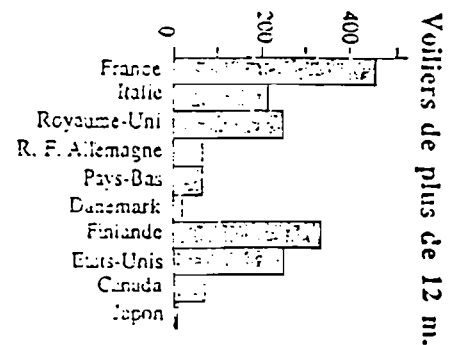 Voiliers de plus de 12 m.
0 200 400
France
Italie
Royaume-Uni
R. F. Allemagne
Pays-Bas
Danemark
Finlande
Etats-Unis
Canada
Japon